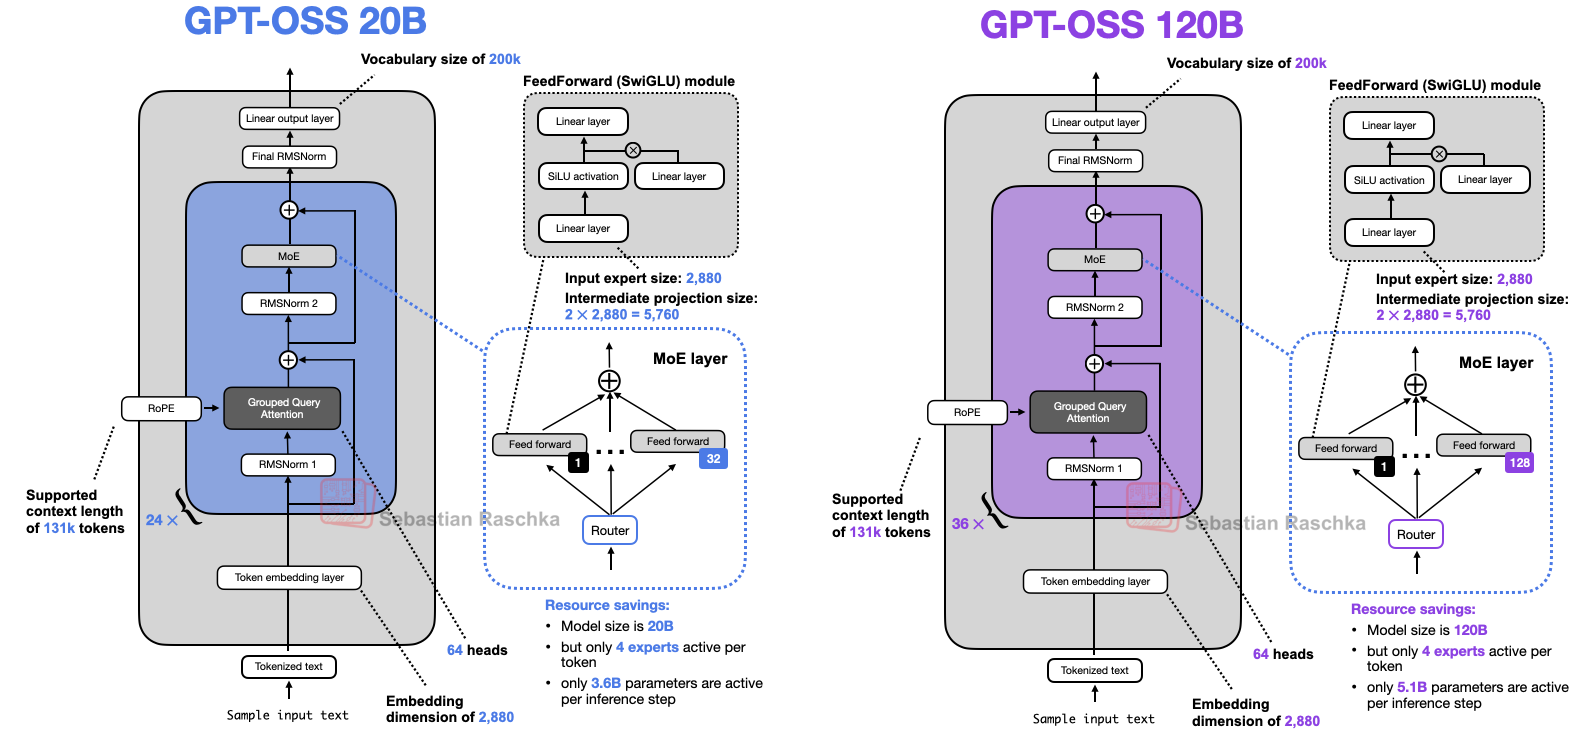 GPT-OSS 20B
Vocabulary size of 200k
FeedForward (SwiGLU) module
Linear output layer
Linear layer
Final RMSNorm
SiLU activation
Linear layer
Linear layer
MoE
Input expert size: 2,880
Intermediate projection size:
2 × 2,880 = 5,760
RMSNorm 2
MoE layer
RoPE
Grouped Query
Attention
Feed forward
1
...
Feed forward
32
RMSNorm 1
Supported
context length
of 131k tokens
24 ×
Sebastian Raschka
Router
Token embedding layer
Resource savings:
• Model size is 20B
• but only 4 experts active per
token
• only 3.6B parameters are active
per inference step
64 heads
Tokenized text
Embedding
dimension of 2,880
Sample input text
GPT-OSS 120B
Vocabulary size of 200k
FeedForward (SwiGLU) module
Linear output layer
Linear layer
Final RMSNorm
SiLU activation
Linear layer
Linear layer
MoE
Input expert size: 2,880
Intermediate projection size:
2 × 2,880 = 5,760
RMSNorm 2
MoE layer
RoPE
Grouped Query
Attention
Feed forward
1
...
Feed forward
128
RMSNorm 1
Supported
context length
of 131k tokens
36 ×
Sebastian Raschka
Router
Token embedding layer
Resource savings:
• Model size is 120B
• but only 4 experts active per
token
• only 5.1B parameters are active
per inference step
64 heads
Tokenized text
Embedding
dimension of 2,880
Sample input text